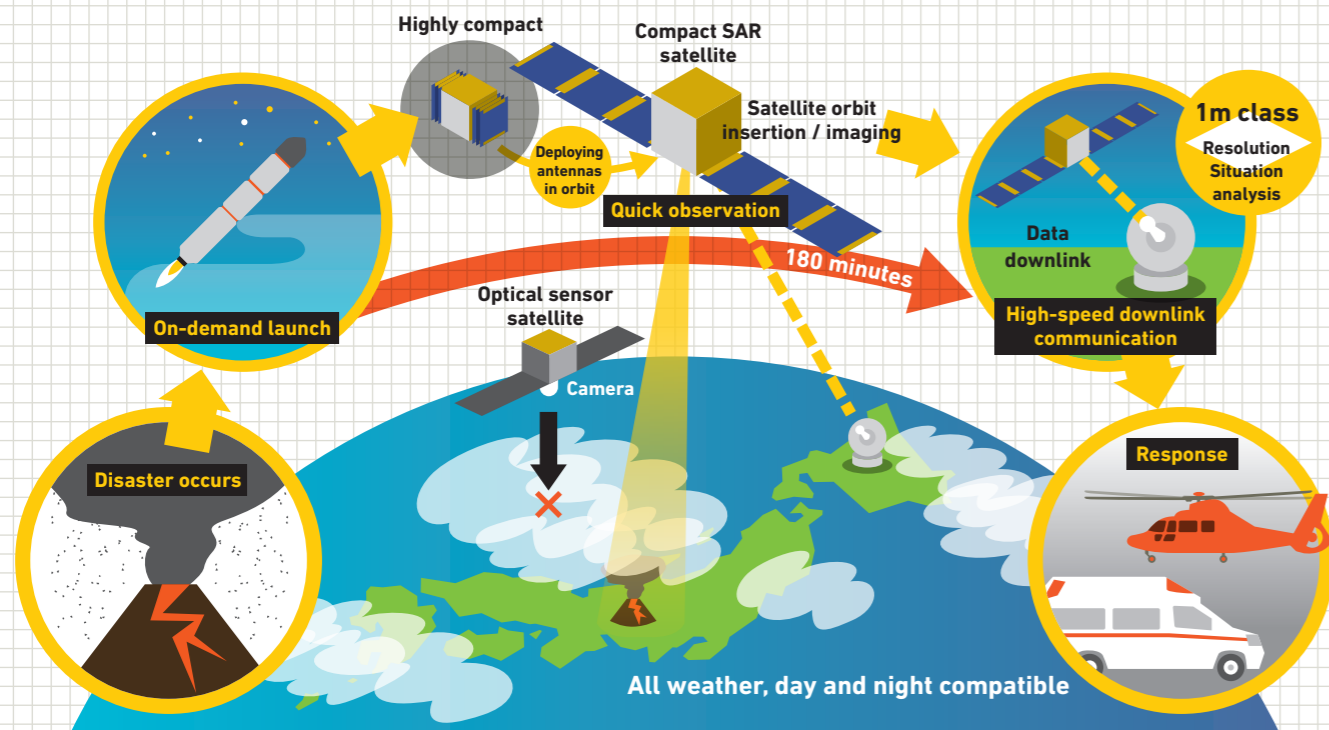 Highly compact
Compact SAR
satellite
Satellite orbit
insertion / imaging
Deploying
antennas
in orbit
Quick observation
1m class
Resolution
Situation
analysis
Data
downlink
High-speed downlink
communication
180 minutes
On-demand launch
Optical sensor
satellite
Camera
Disaster occurs
Response
All weather, day and night compatible